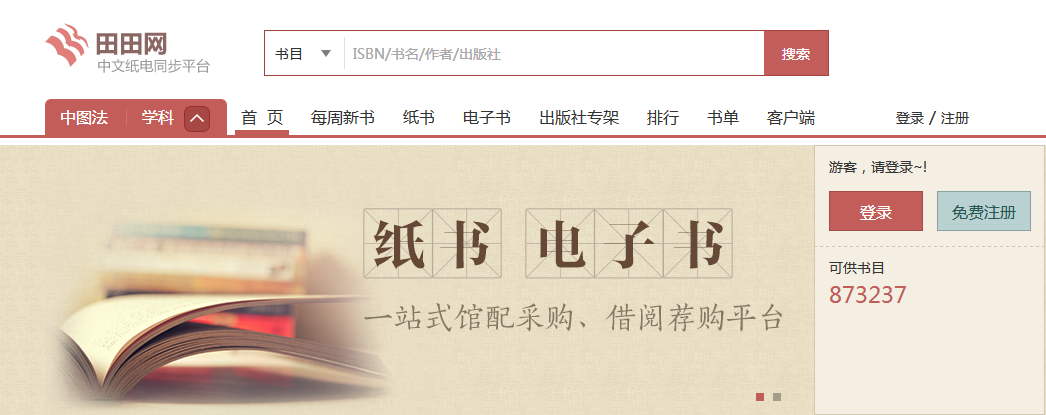 田田网
中文纸电同步平台
书目 ISBN/书名/作者/出版社 搜索
中图法 学科 首 页 每周新书 纸书 电子书 出版社专架 排行 书单 客户端 登录 / 注册
纸书 电子书
一站式馆配采购、借阅荐购平台
游客，请登录~!
登录 免费注册
可供书目
873237